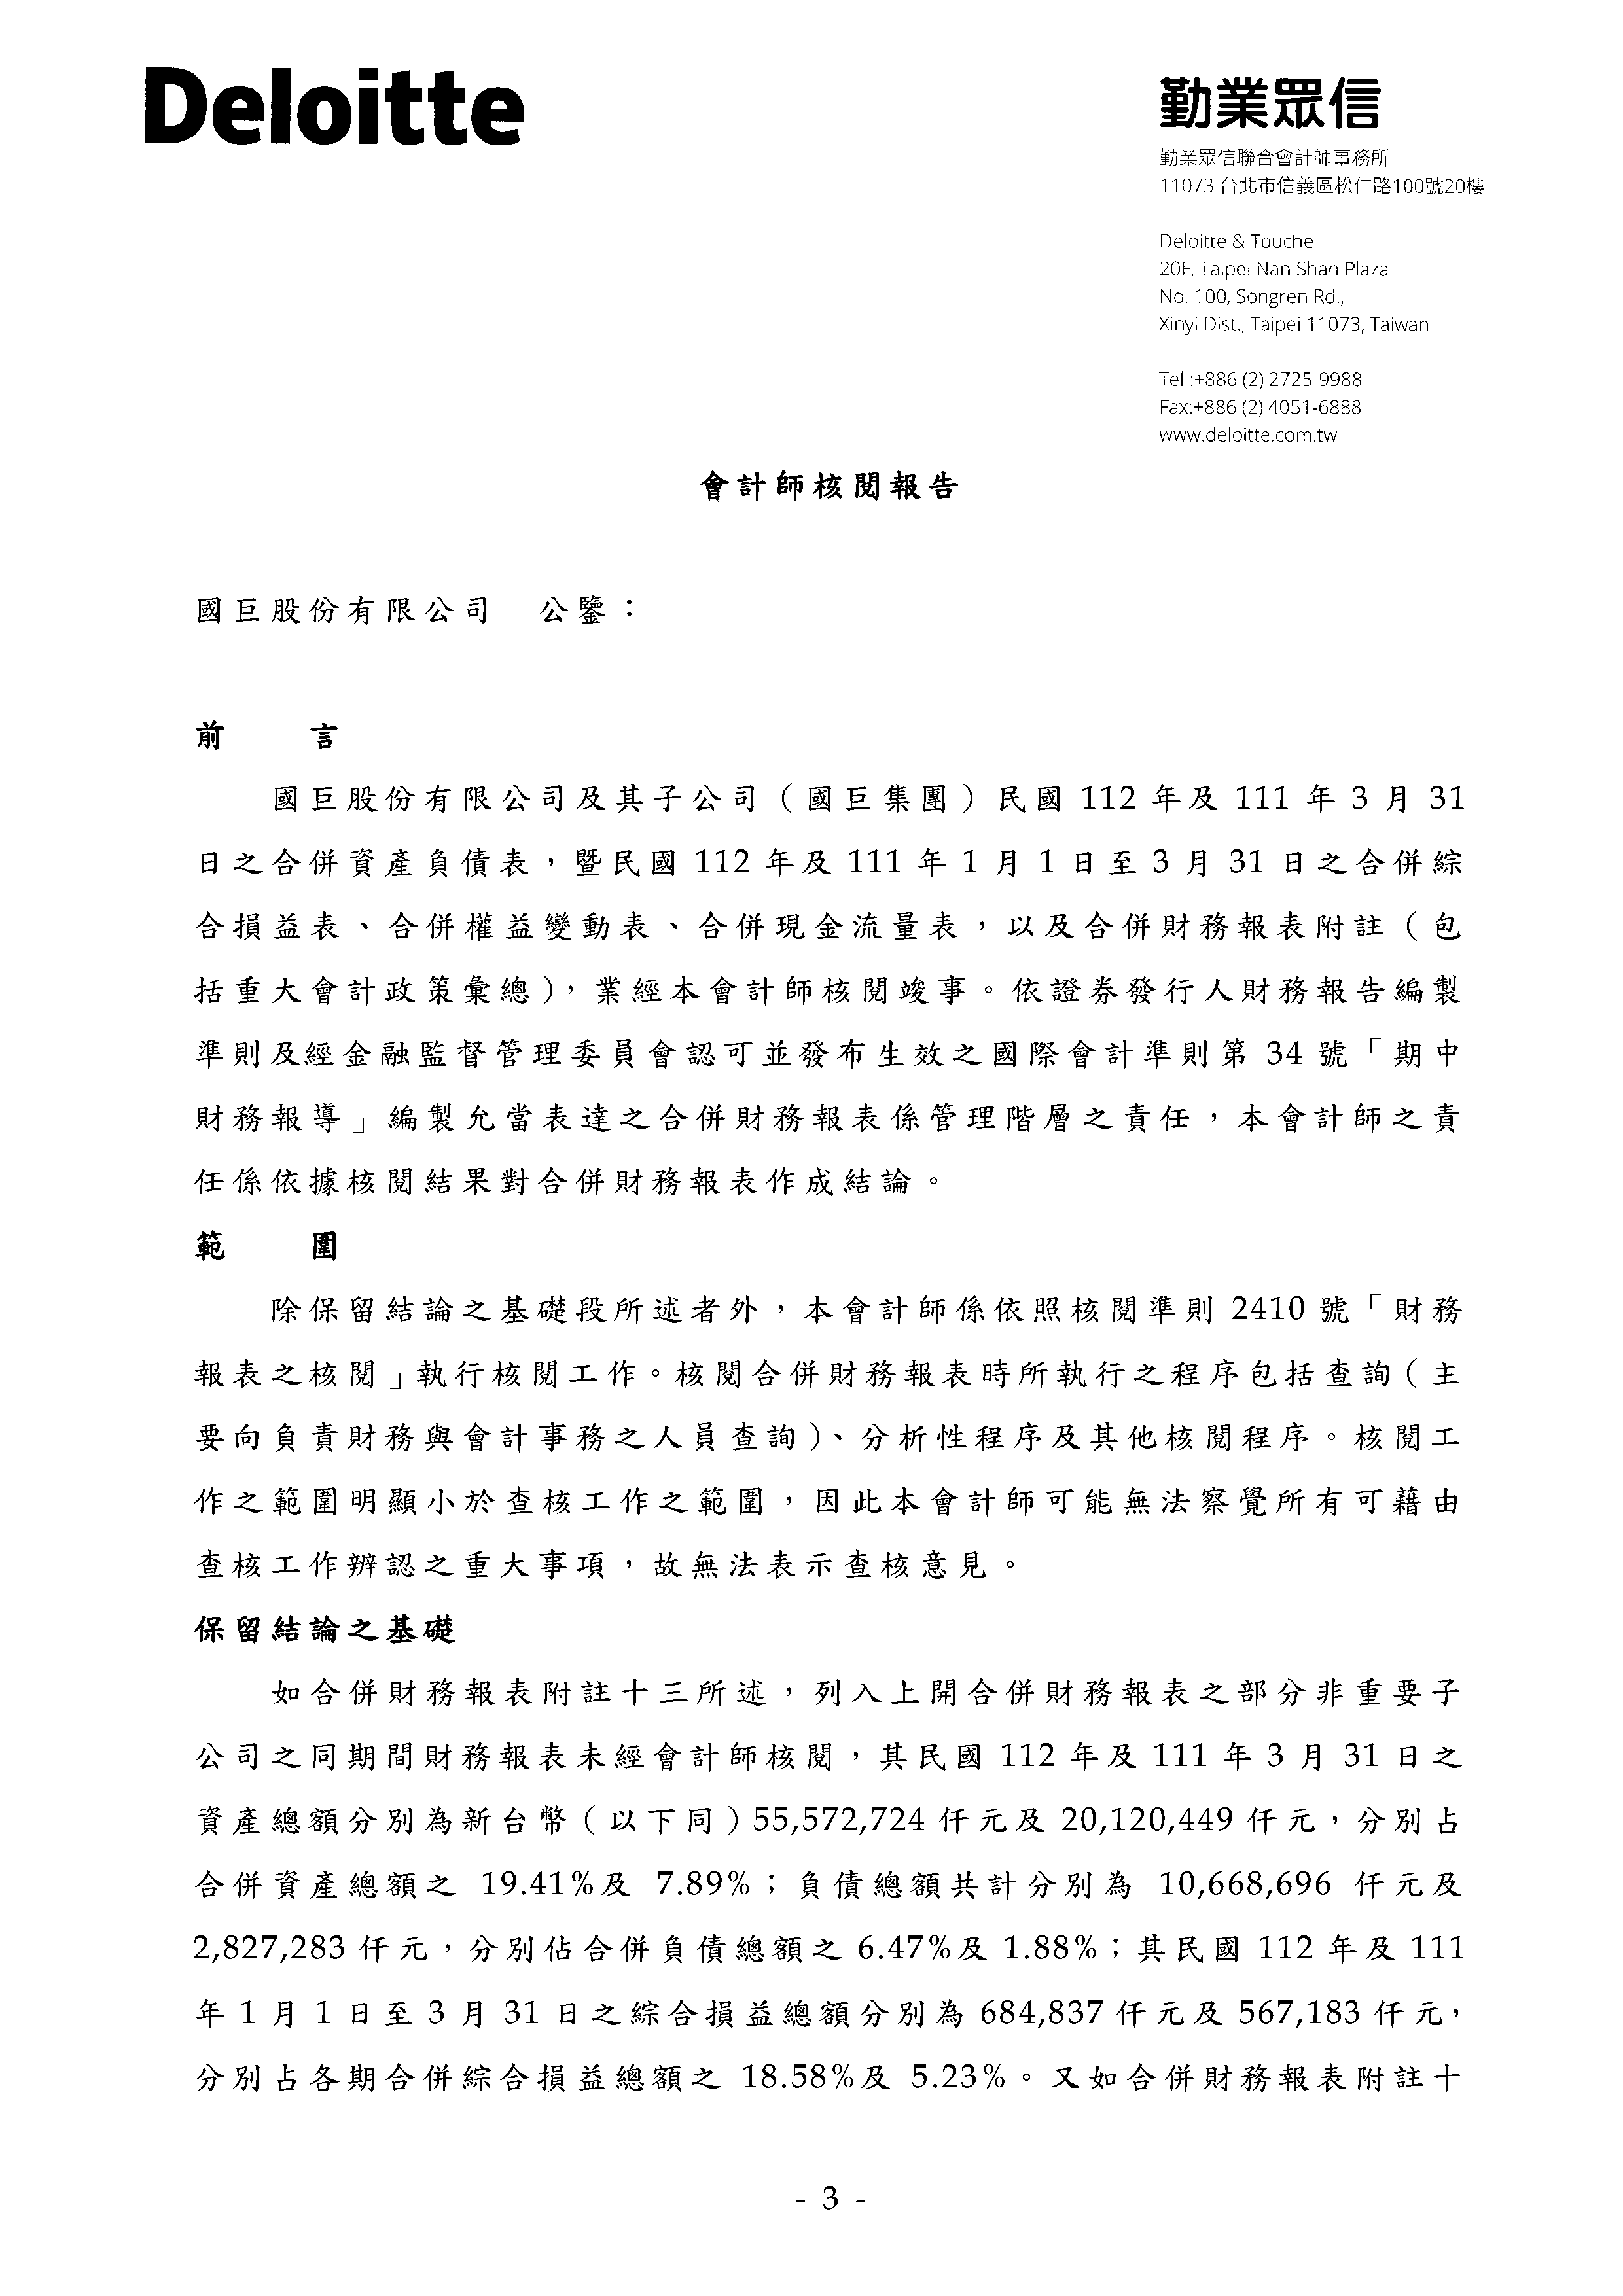 Deloitte
勤業眾信
勤業眾信聯合會計師事務所
11073 台北市信義區松仁路100號20樓
Deloitte & Touche
20F, Taipei Nan Shan Plaza
No. 100, Songren Rd.,
Xinyi Dist., Taipei 11073, Taiwan
Tel :+886 (2) 2725-9988
Fax:+886 (2) 4051-6888
www.deloitte.com.tw
會計師核閱報告
國巨股份有限公司　公鑒：
前　　言
國巨股份有限公司及其子公司（國巨集團）民國 112 年及 111 年 3 月 31
日之合併資產負債表，暨民國 112 年及 111 年 1 月 1 日至 3 月 31 日之合併綜
合損益表、合併權益變動表、合併現金流量表，以及合併財務報表附註（包
括重大會計政策彙總），業經本會計師核閱竣事。依證券發行人財務報告編製
準則及經金融監督管理委員會認可並發布生效之國際會計準則第 34 號「期中
財務報導」編製允當表達之合併財務報表係管理階層之責任，本會計師之責
任係依據核閱結果對合併財務報表作成結論。
範　　圍
除保留結論之基礎段所述者外，本會計師係依照核閱準則 2410 號「財務
報表之核閱」執行核閱工作。核閱合併財務報表時所執行之程序包括查詢（主
要向負責財務與會計事務之人員查詢）、分析性程序及其他核閱程序。核閱工
作之範圍明顯小於查核工作之範圍，因此本會計師可能無法察覺所有可藉由
查核工作辨認之重大事項，故無法表示查核意見。
保留結論之基礎
如合併財務報表附註十三所述，列入上開合併財務報表之部分非重要子
公司之同期間財務報表未經會計師核閱，其民國 112 年及 111 年 3 月 31 日之
資產總額分別為新台幣（以下同）55,572,724 仟元及 20,120,449 仟元，分別占
合併資產總額之 19.41%及 7.89%；負債總額共計分別為 10,668,696 仟元及
2,827,283 仟元，分別佔合併負債總額之 6.47%及 1.88%；其民國 112 年及 111
年 1 月 1 日至 3 月 31 日之綜合損益總額分別為 684,837 仟元及 567,183 仟元，
分別占各期合併綜合損益總額之 18.58%及 5.23%。又如合併財務報表附註十
- 3 -